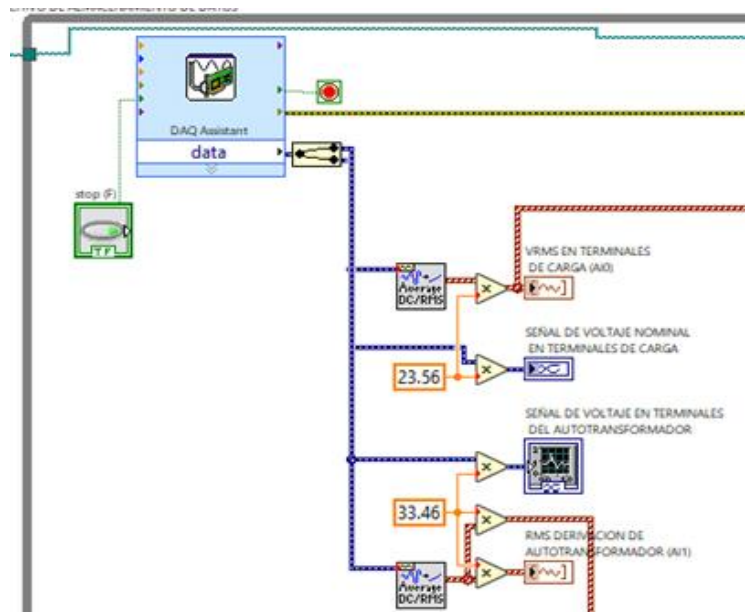 DAQ Assistant
data
stop (F)
TF
VRMS EN TERMINALES
DE CARGA (AI0)
Average
DC/RMS
SEÑAL DE VOLTAJE NOMINAL
EN TERMINALES DE CARGA
23.56
SEÑAL DE VOLTAJE EN TERMINALES
DEL AUTOTRANSFORMADOR
33.46
RMS DERIVACION DE
AUTOTRANSFORMADOR (AI1)
Average
DC/RMS